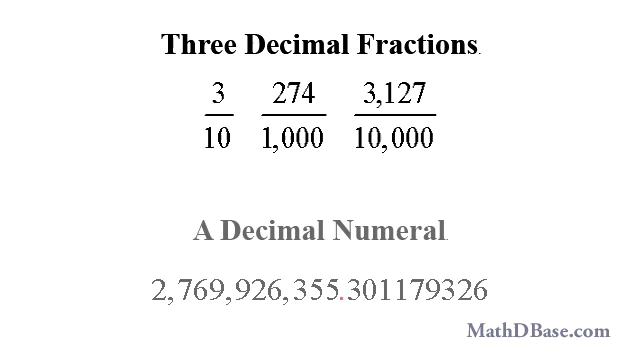 Three Decimal Fractions.
3 274 3,127
10 1,000 10,000
A Decimal Numeral.
2,769,926,355.301179326
MathDBase.com